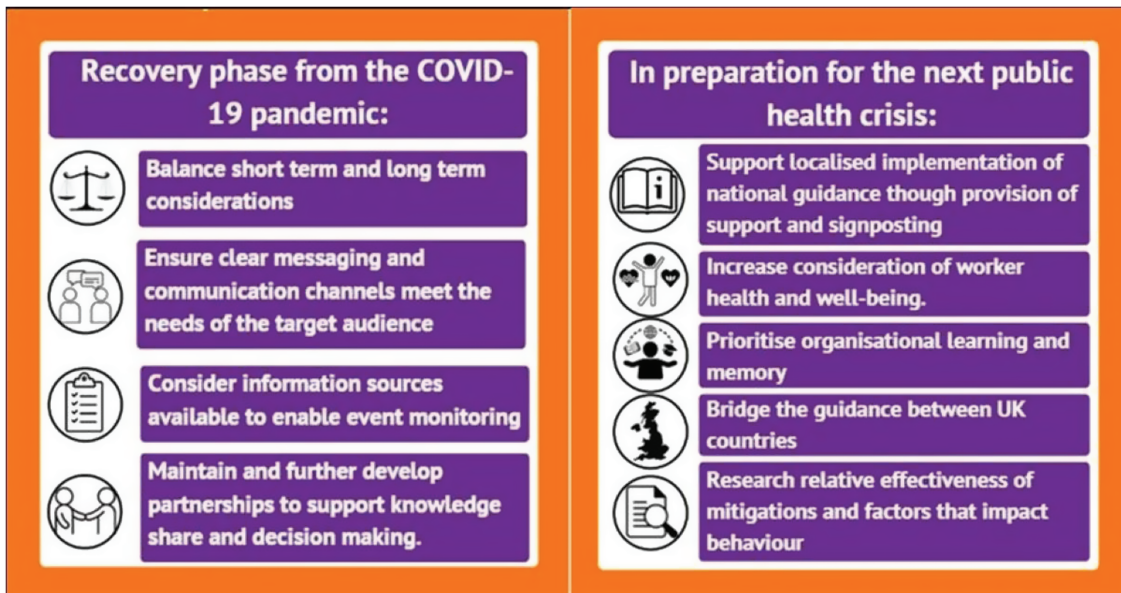 Recovery phase from the COVID-
19 pandemic:
Balance short term and long term
considerations
Ensure clear messaging and
communication channels meet the
needs of the target audience
Consider information sources
available to enable event monitoring
Maintain and further develop
partnerships to support knowledge
share and decision making.
In preparation for the next public
health crisis:
i
Support localised implementation of
national guidance though provision of
support and signposting
Increase consideration of worker
health and well-being.
Prioritise organisational learning and
memory
Bridge the guidance between UK
countries
Research relative effectiveness of
mitigations and factors that impact
behaviour